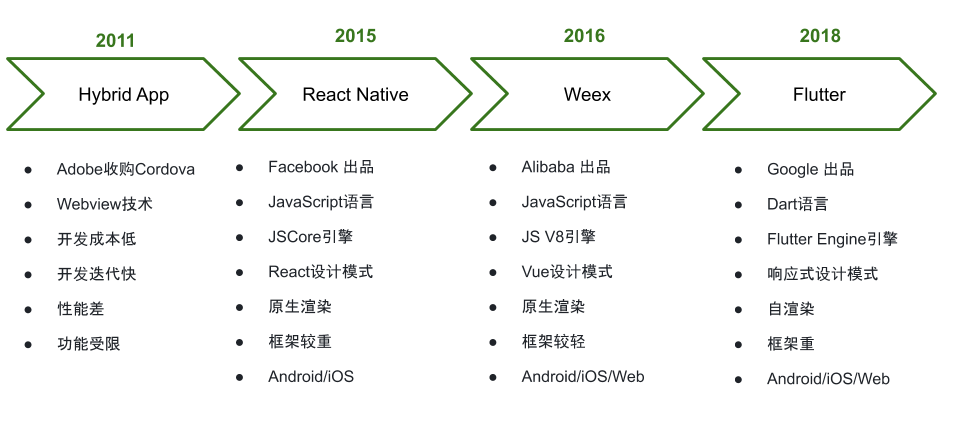 2011
Hybrid App
Adobe收购Cordova
Webview技术
开发成本低
开发迭代快
性能差
功能受限
2015
React Native
Facebook 出品
JavaScript语言
JSCore引擎
React设计模式
原生渲染
框架较重
Android/iOS
2016
Weex
Alibaba 出品
JavaScript语言
JS V8引擎
Vue设计模式
原生渲染
框架较轻
Android/iOS/Web
2018
Flutter
Google 出品
Dart语言
Flutter Engine引擎
响应式设计模式
自渲染
框架重
Android/iOS/Web